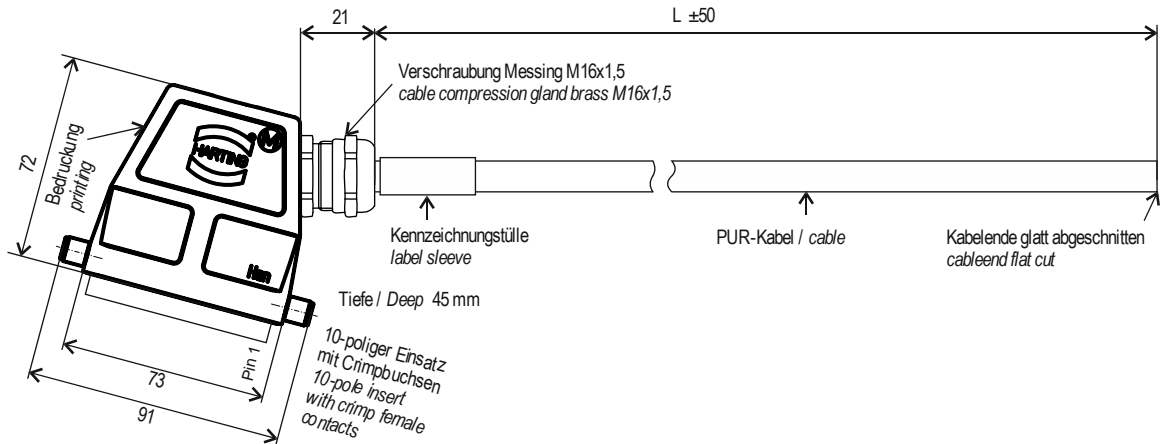 21
L ±50
Verschraubung Messing M16x1,5
cable compression gland brass M16x1,5
72
Bedruckung
printing
HARTING
M
Han
Kennzeichnungstülle
label sleeve
PUR-Kabel / cable
Kabelende glatt abgeschnitten
cableend flat cut
Tiefe / Deep 45 mm
Pin 1
10-poliger Einsatz
mit Crimpbuchsen
10-pole insert
with crimp female
contacts
73
91